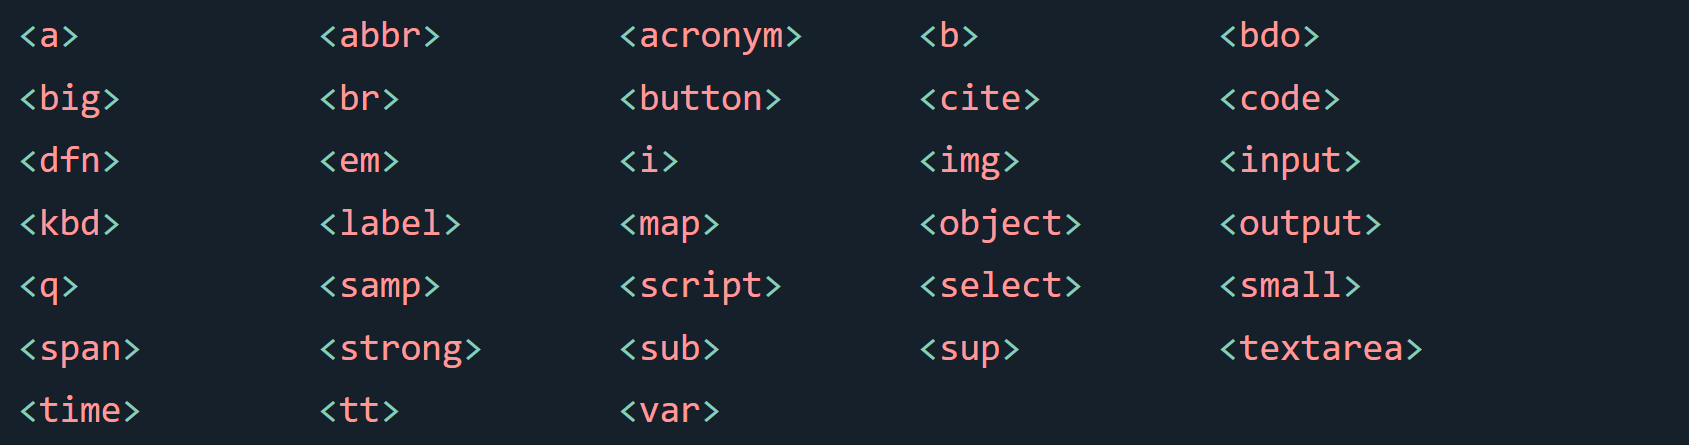 <a> <abbr> <acronym> <b> <bdo>
<big> <br> <button> <cite> <code>
<dfn> <em> <i> <img> <input>
<kbd> <label> <map> <object> <output>
<q> <samp> <script> <select> <small>
<span> <strong> <sub> <sup> <textarea>
<time> <tt> <var>